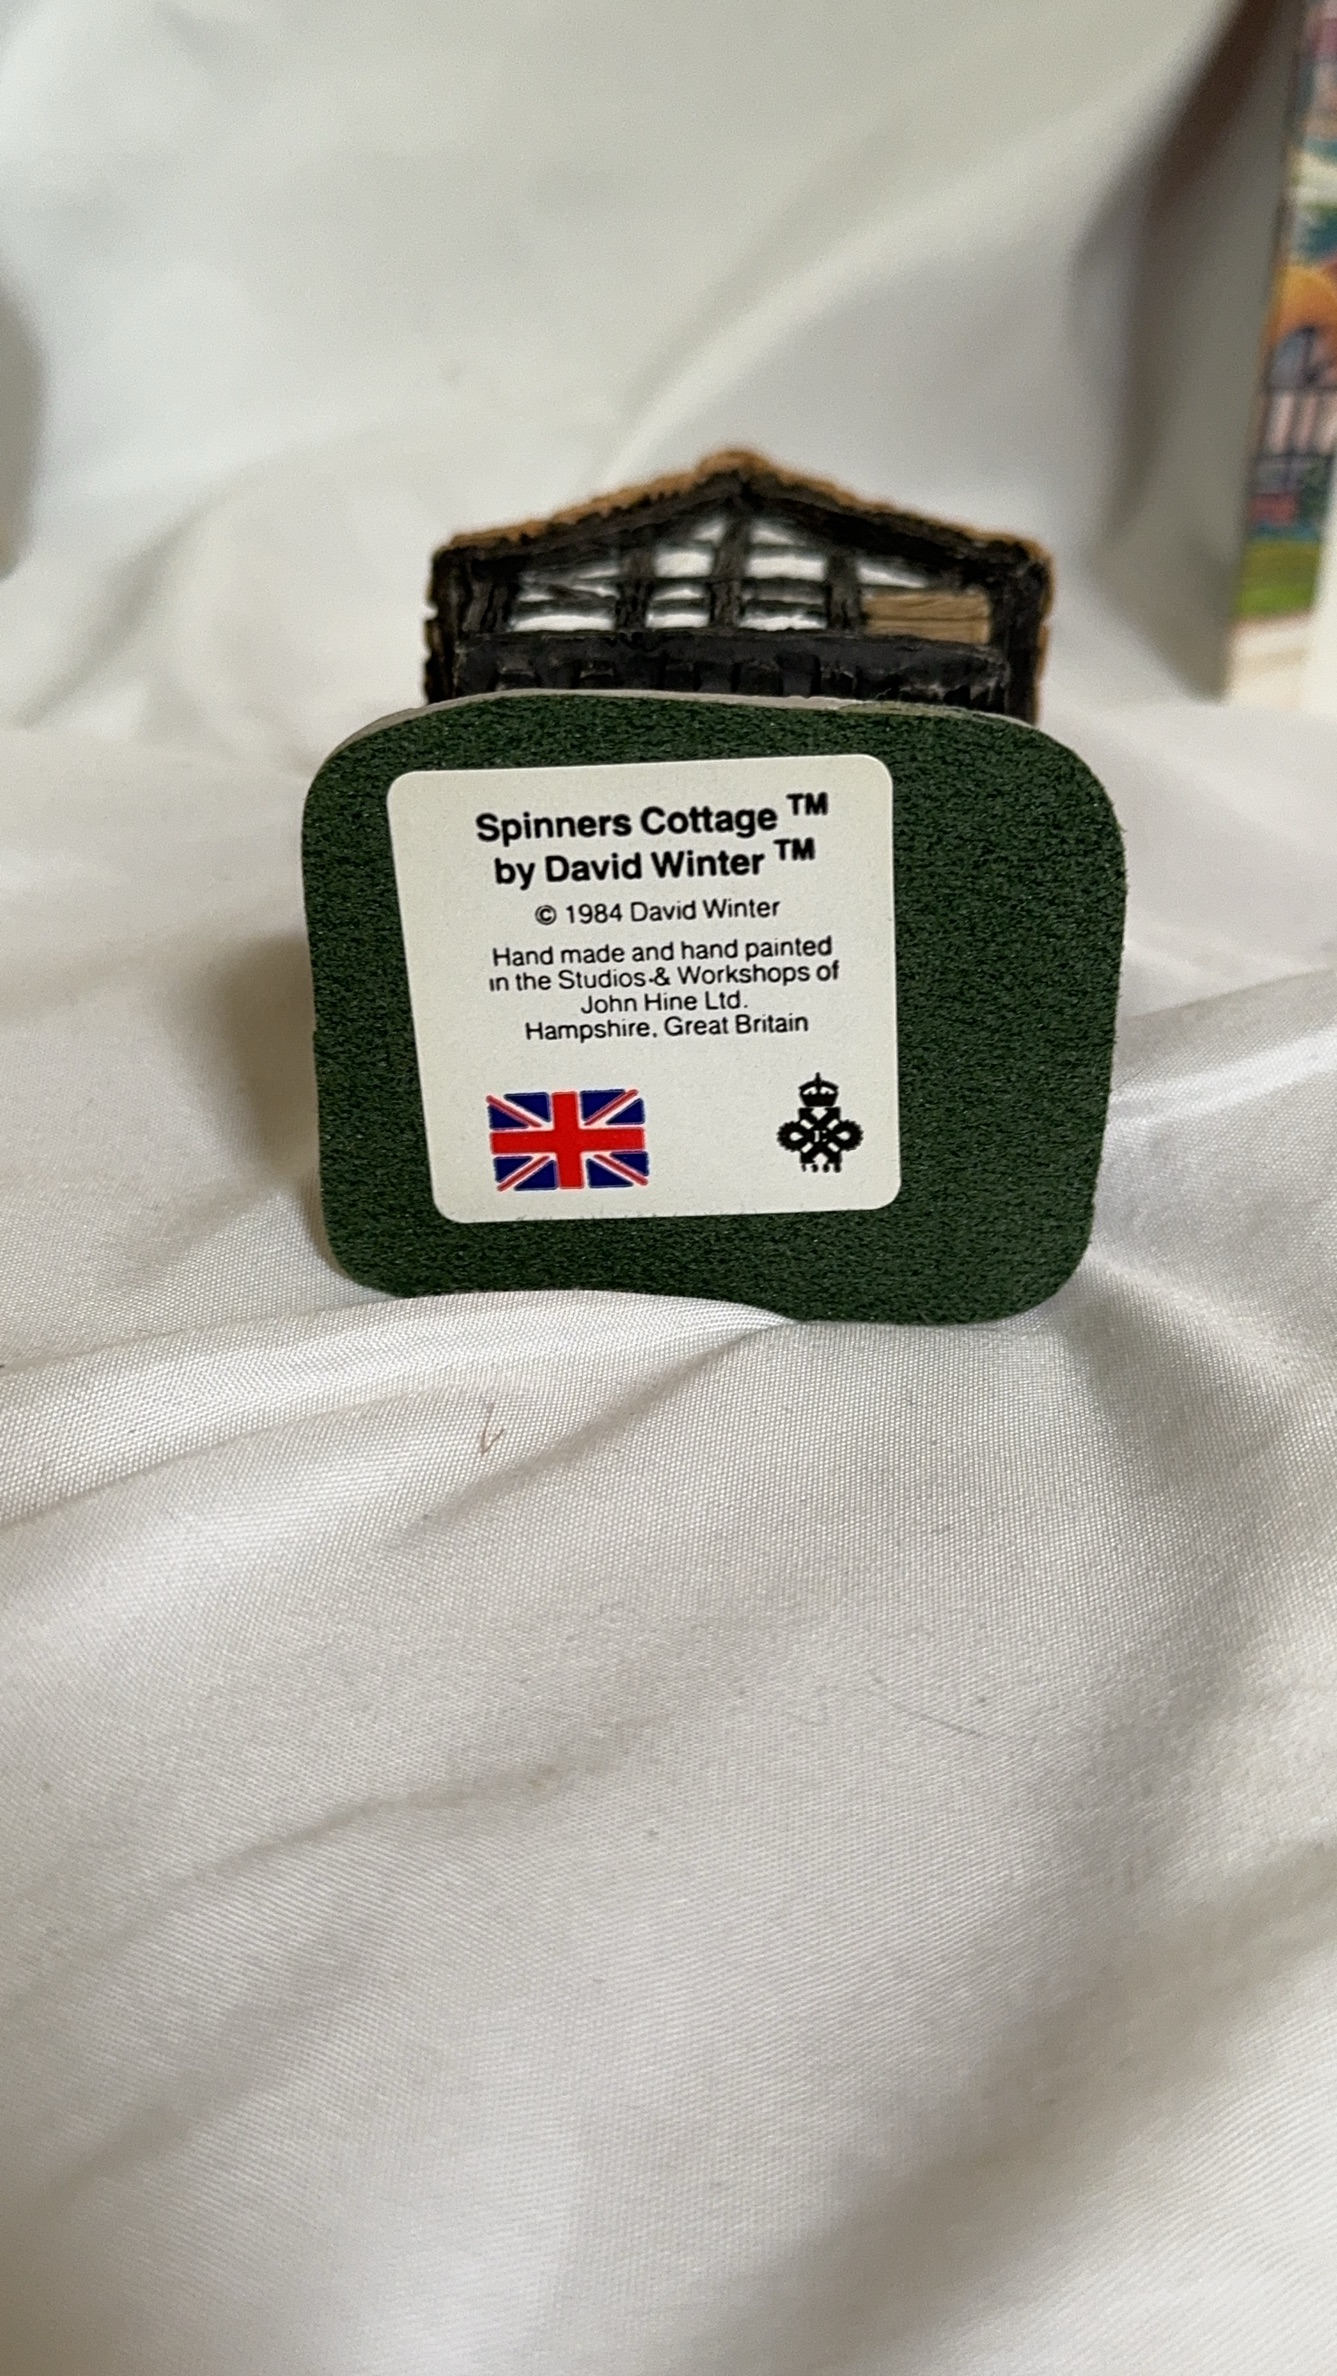 Spinners Cottage ™
by David Winter ™
© 1984 David Winter
Hand made and hand painted
in the Studios & Workshops of
John Hine Ltd.
Hampshire, Great Britain